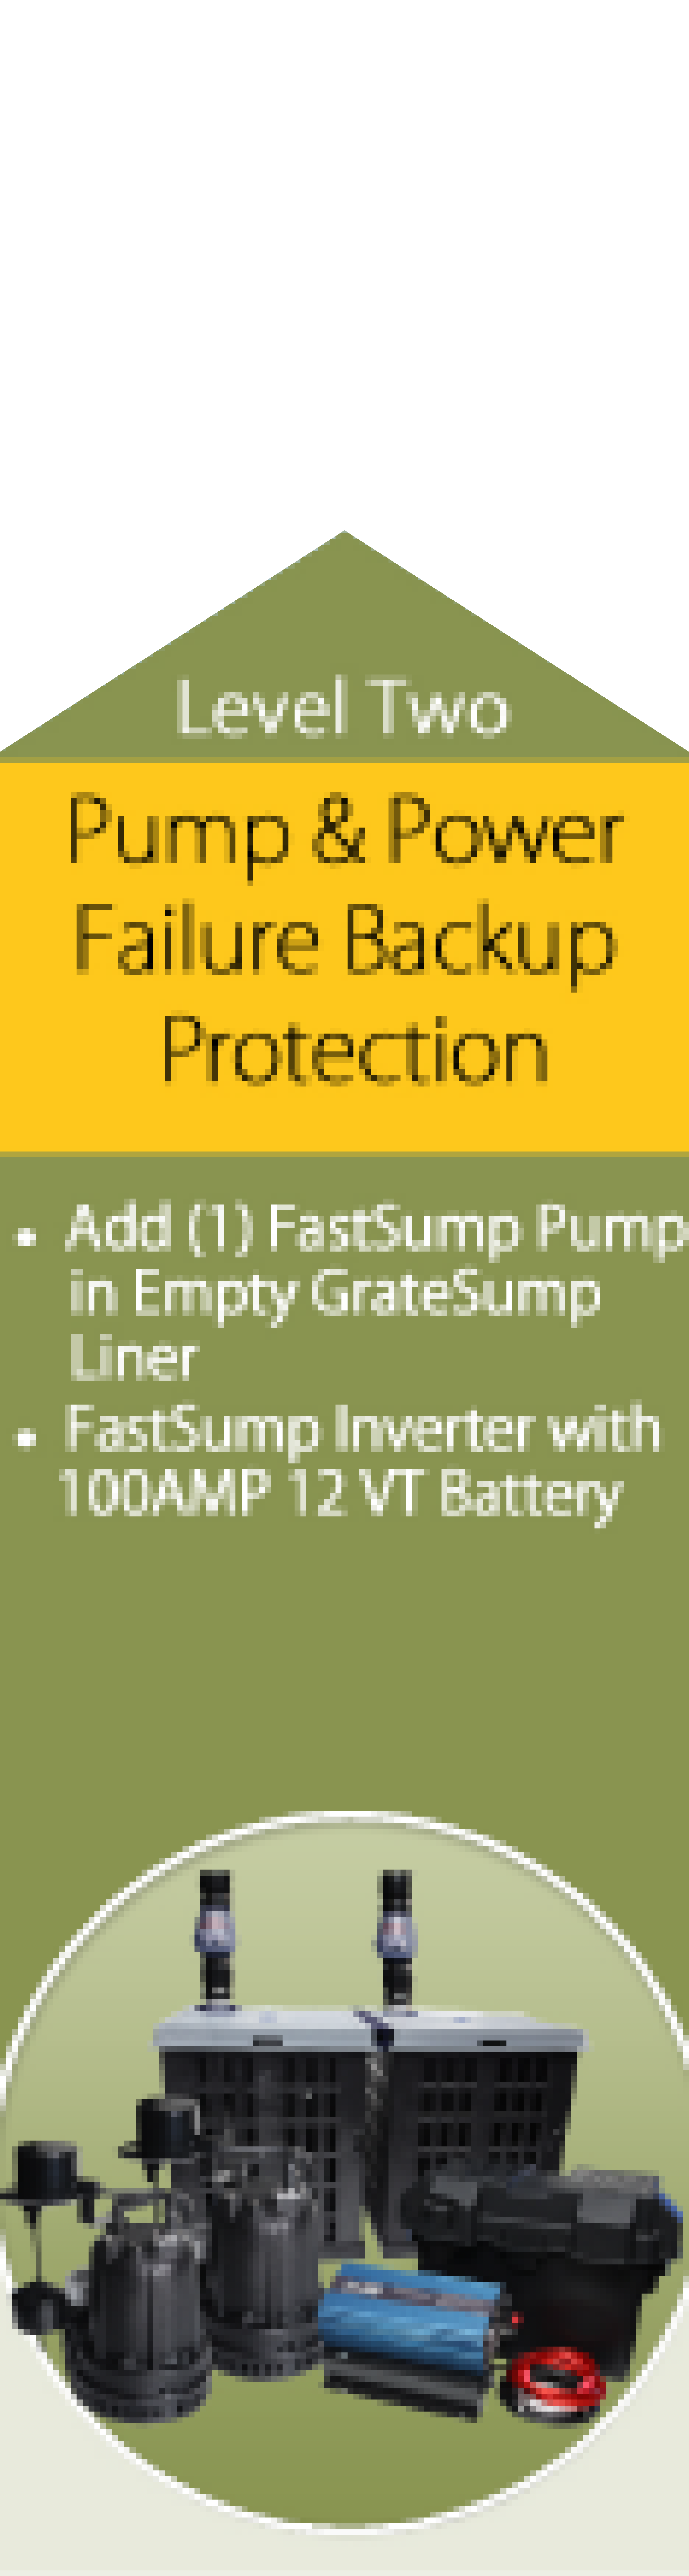 Level Two
Pump & Power
Failure Backup
Protection
• Add (1) FastSump Pump
in Empty GrateSump
Liner
• FastSump Inverter with
100AMP 12 VT Battery